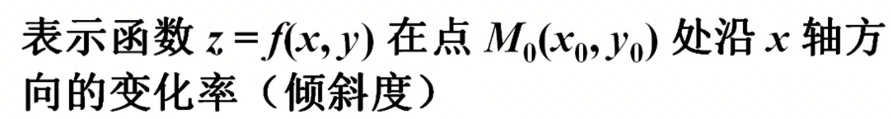 表示函数 z = f(x, y) 在点 M₀(x₀, y₀) 处沿 x 轴方
向的变化率（倾斜度）